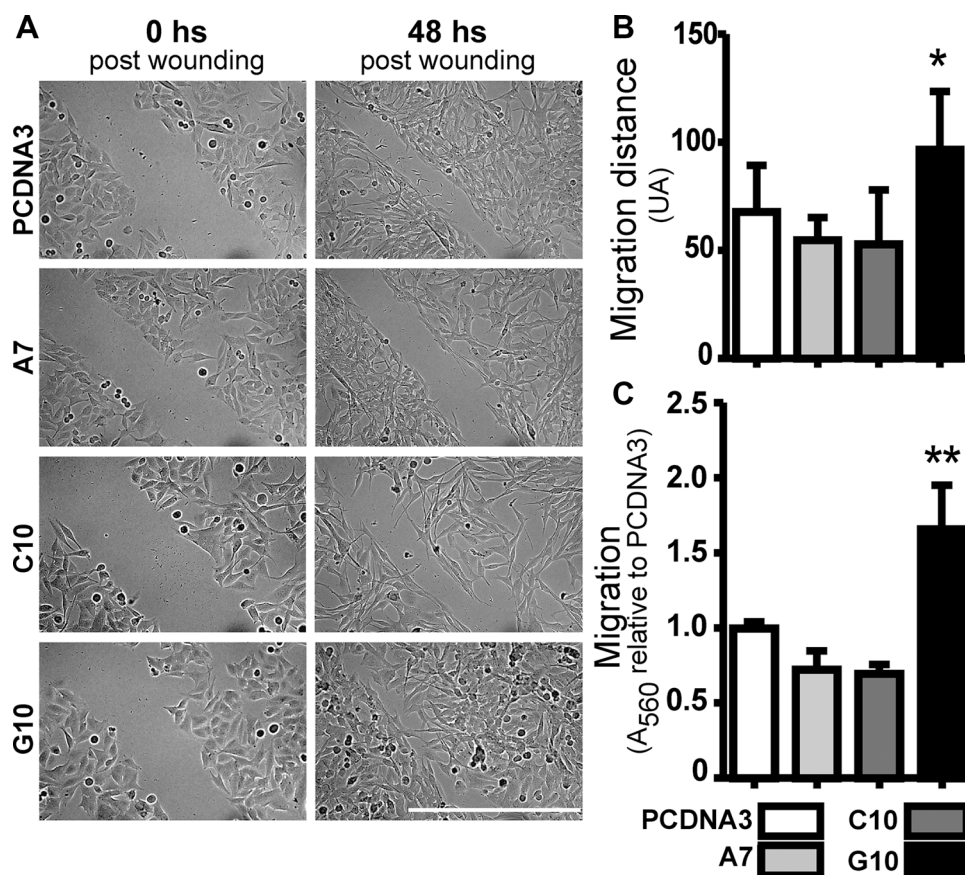 A
0 hs
post wounding
48 hs
post wounding
PCDNA3
A7
C10
G10
B
Migration distance
(UA)
150
100
50
0
*
C
Migration
(A560 relative to PCDNA3)
2.5
2.0
1.5
1.0
0.5
0
**
PCDNA3
C10
A7
G10